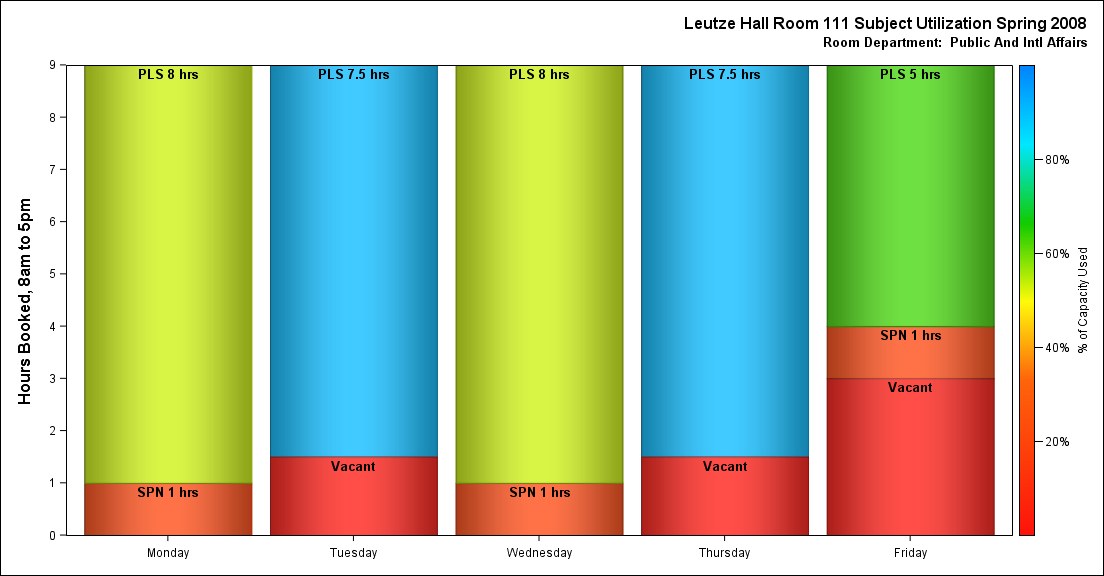 Leutze Hall Room 111 Subject Utilization Spring 2008
Room Department: Public And Intl Affairs
Hours Booked, 8am to 5pm
9
8
7
6
5
4
3
2
1
0
PLS 8 hrs
SPN 1 hrs
PLS 7.5 hrs
Vacant
PLS 8 hrs
SPN 1 hrs
PLS 7.5 hrs
Vacant
PLS 5 hrs
SPN 1 hrs
Vacant
Monday
Tuesday
Wednesday
Thursday
Friday
80%
60%
40%
20%
% of Capacity Used